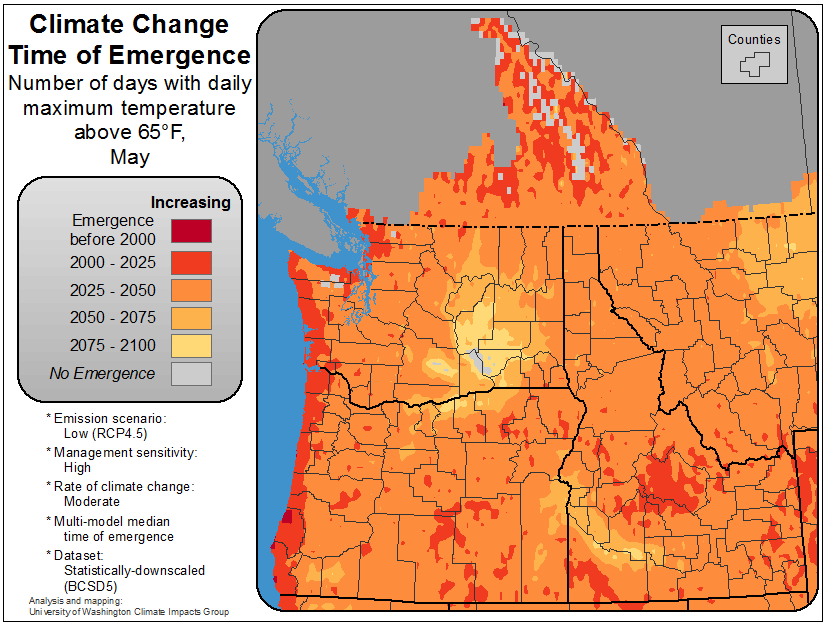 Climate Change
Time of Emergence
Number of days with daily
maximum temperature
above 65°F,
May
Increasing
Emergence
before 2000
2000 - 2025
2025 - 2050
2050 - 2075
2075 - 2100
No Emergence
* Emission scenario:
Low (RCP4.5)
* Management sensitivity:
High
* Rate of climate change:
Moderate
* Multi-model median
time of emergence
* Dataset:
Statistically-downscaled
(BCSD5)
Analysis and mapping:
University of Washington Climate Impacts Group
Counties